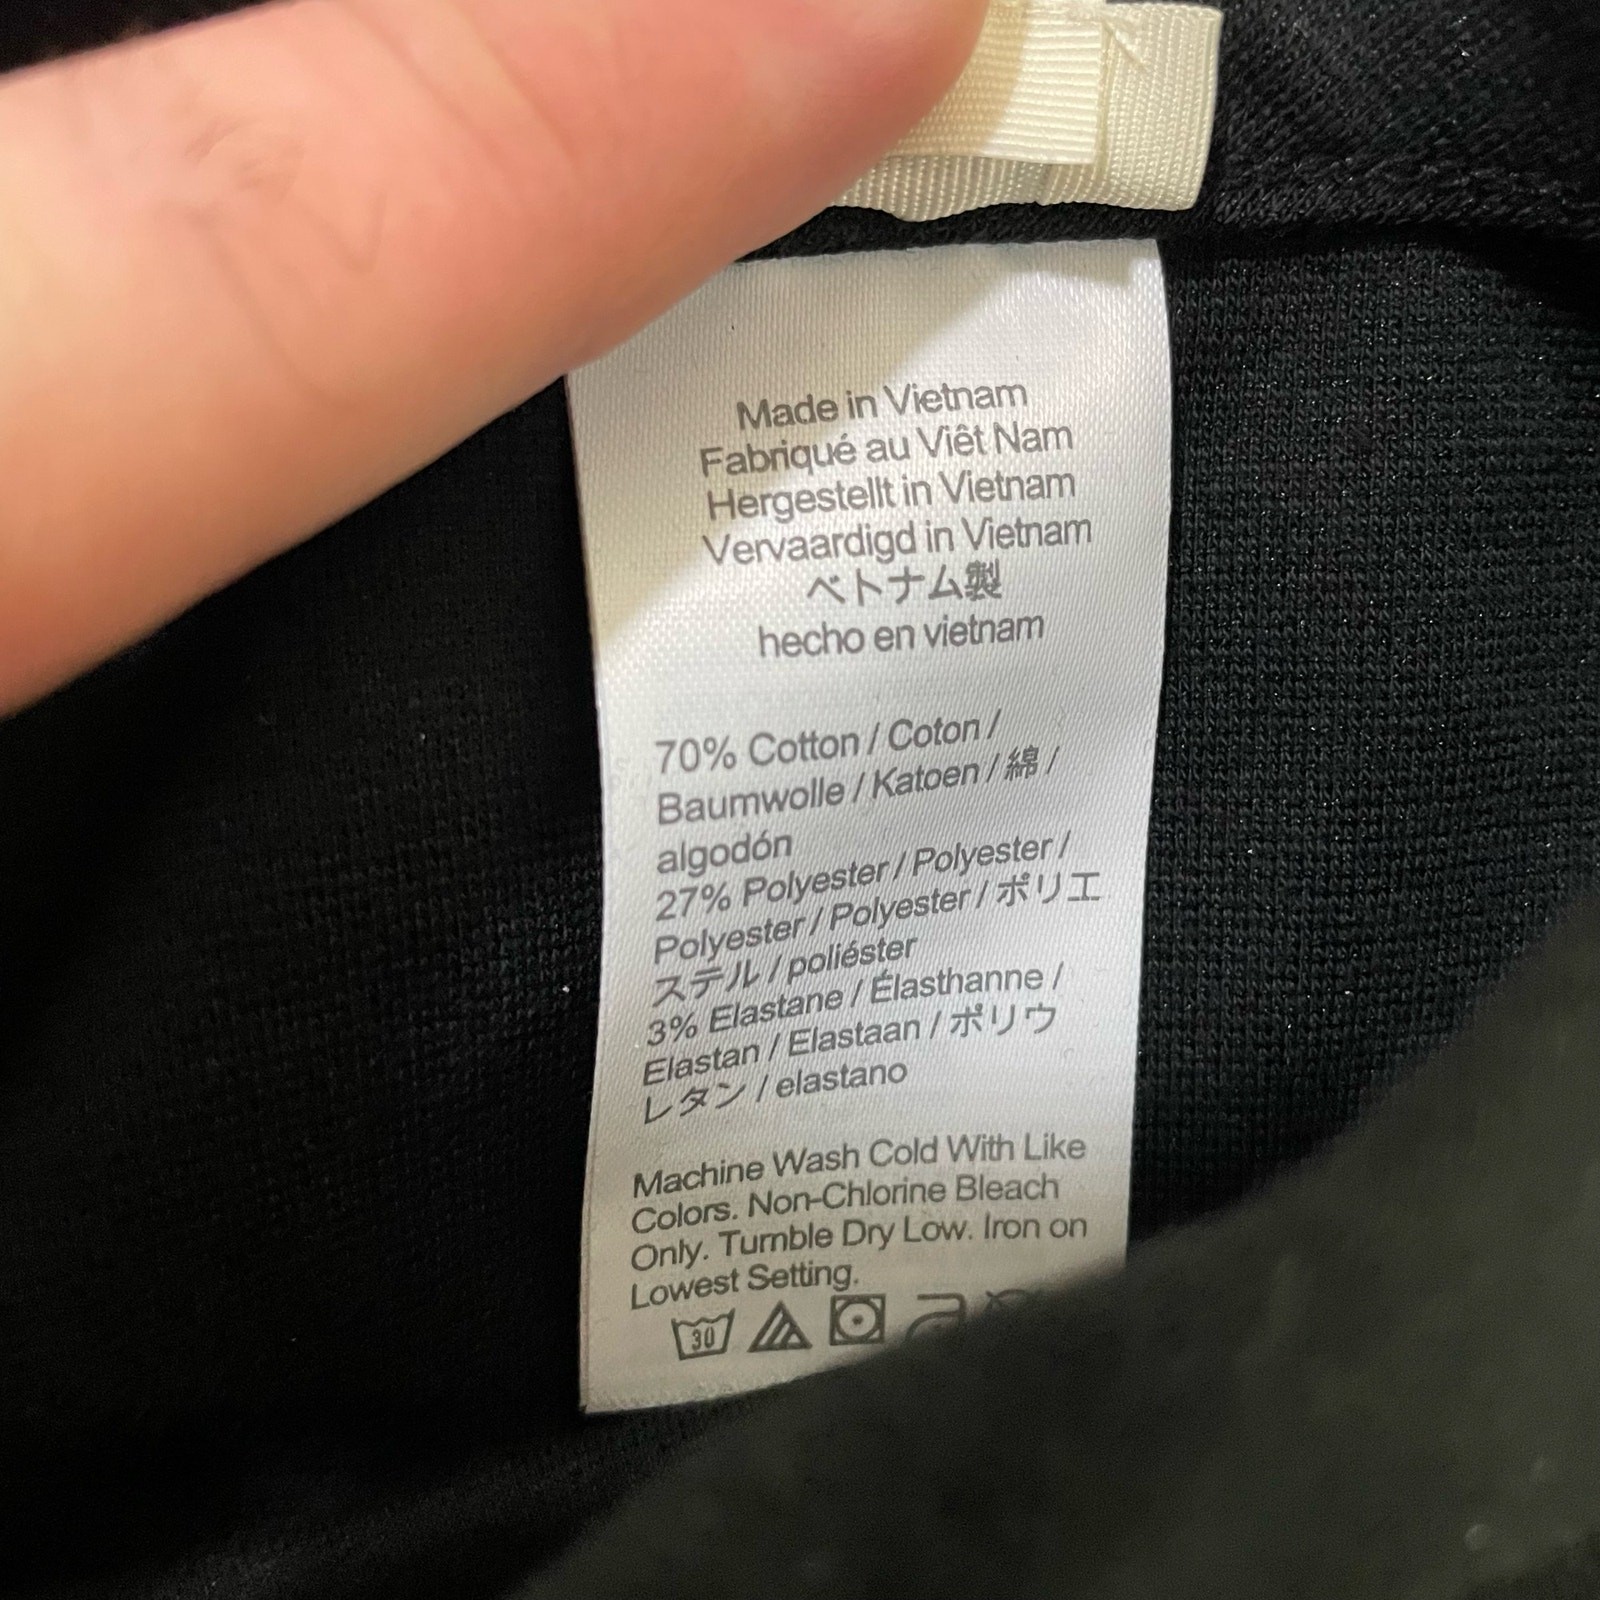 Made in Vietnam
Fabriqué au Viêt Nam
Hergestellt in Vietnam
Vervaardigd in Vietnam
ベトナム製
hecho en vietnam
70% Cotton / Coton /
Baumwolle / Katoen / 綿 /
algodón
27% Polyester / Polyester /
Polyester / Polyester / ポリエ
ステル / poliéster
3% Elastane / Élasthanne /
Elastan / Elastaan / ポリウ
レタン / elastano
Machine Wash Cold With Like
Colors. Non-Chlorine Bleach
Only. Tumble Dry Low. Iron on
Lowest Setting.
30